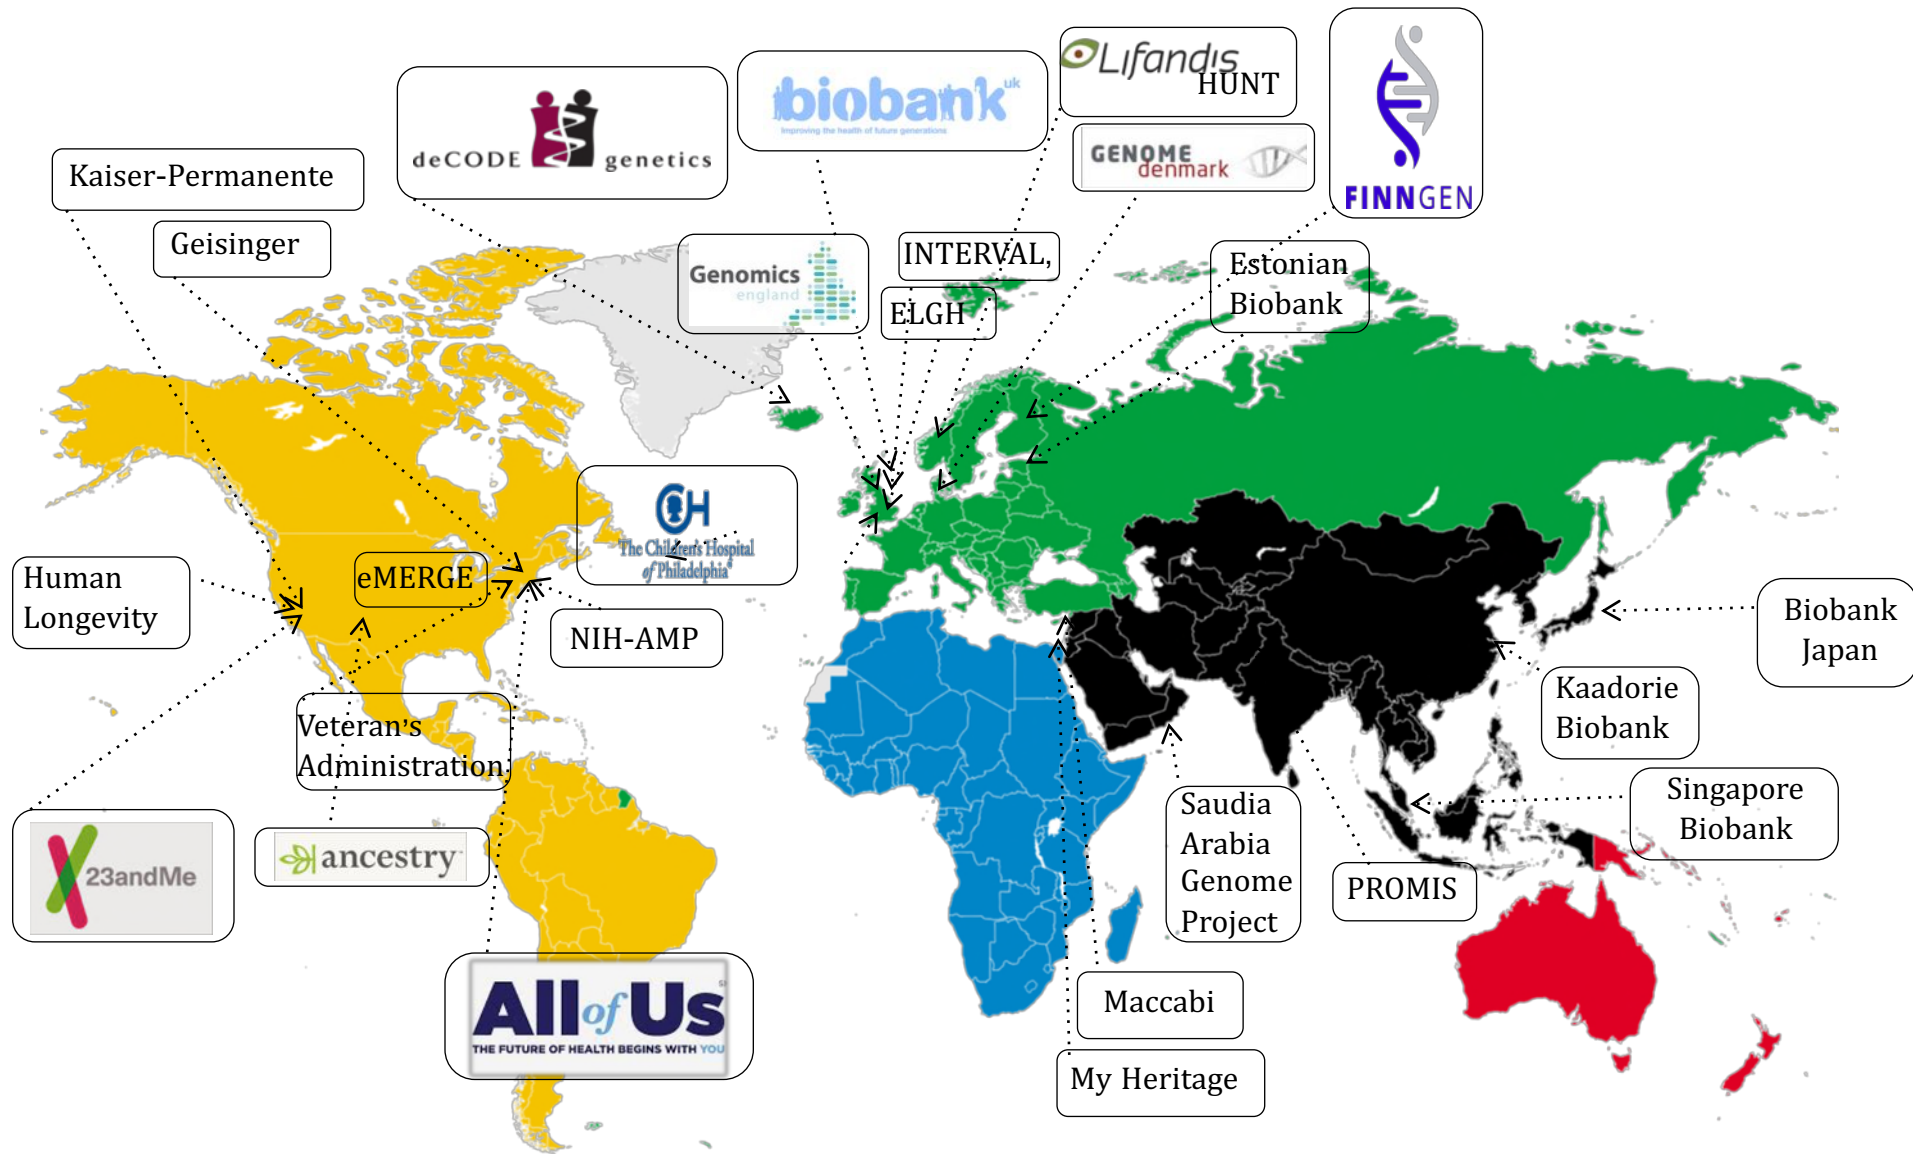 Lifandis
HUNT
biobank uk
Improving the health of future generations
deCODE genetics
GENOME
denmark
FINNGEN
Kaiser-Permanente
Geisinger
Genomics
england
INTERVAL,
ELGH
Estonian
Biobank
CH
The Children's Hospital
of Philadelphia
Human
Longevity
eMERGE
NIH-AMP
Biobank
Japan
Kaadorie
Biobank
Veteran's
Administration
Singapore
Biobank
Saudia
Arabia
Genome
Project
23andMe
ancestry
PROMIS
All of Us
THE FUTURE OF HEALTH BEGINS WITH YOU
Maccabi
My Heritage